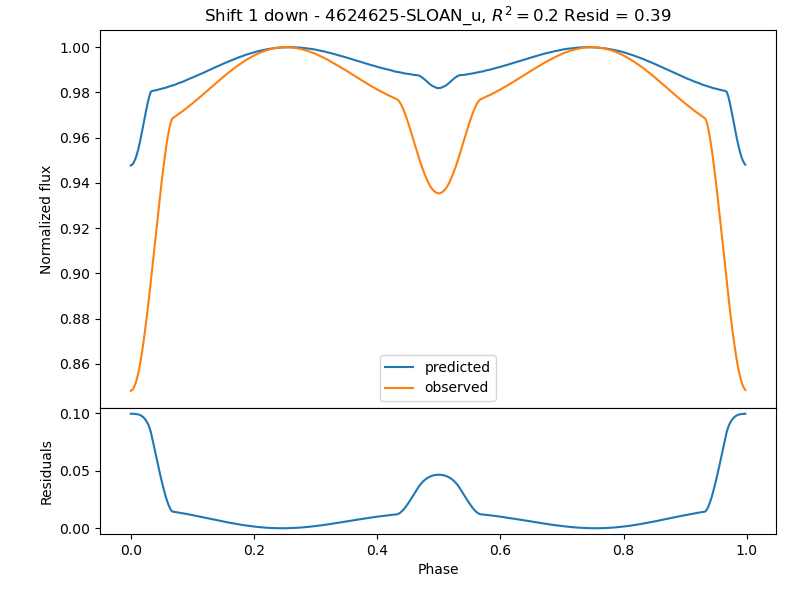 Shift 1 down - 4624625-SLOAN_u, R² = 0.2 Resid = 0.39
1.00
0.98
0.96
0.94
0.92
0.90
0.88
0.86
Normalized flux
predicted
observed
0.10
0.05
0.00
Residuals
0.0 0.2 0.4 0.6 0.8 1.0
Phase